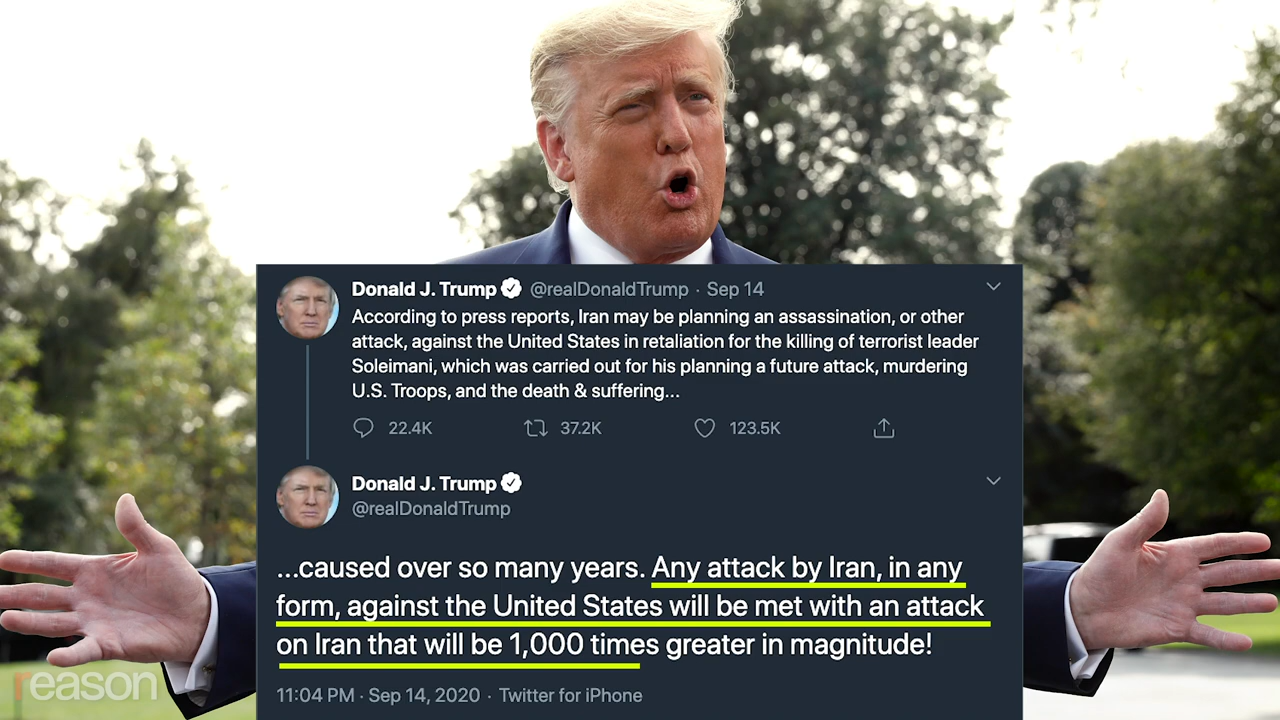 Donald J. Trump @realDonaldTrump · Sep 14
According to press reports, Iran may be planning an assassination, or other
attack, against the United States in retaliation for the killing of terrorist leader
Soleimani, which was carried out for his planning a future attack, murdering
U.S. Troops, and the death & suffering...
22.4K 37.2K 123.5K
Donald J. Trump
@realDonaldTrump
...caused over so many years. Any attack by Iran, in any
form, against the United States will be met with an attack
on Iran that will be 1,000 times greater in magnitude!
11:04 PM · Sep 14, 2020 · Twitter for iPhone
reason